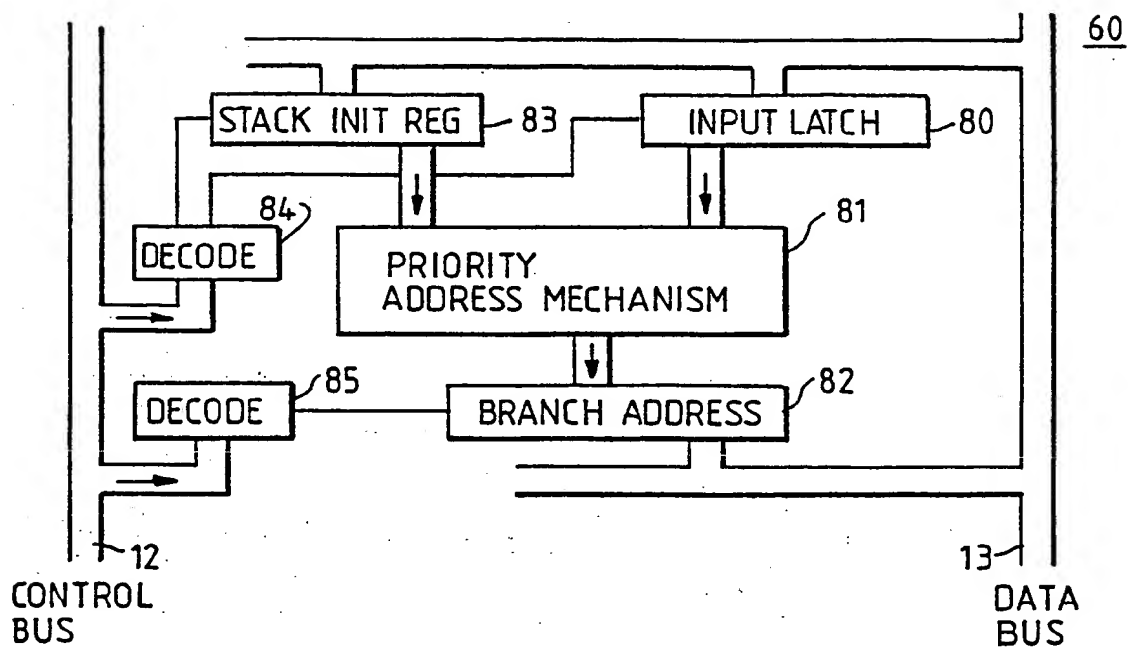 60
STACK INIT REG
83
INPUT LATCH
80
84
DECODE
81
PRIORITY
ADDRESS MECHANISM
85
DECODE
82
BRANCH ADDRESS
12
13
CONTROL
BUS
DATA
BUS